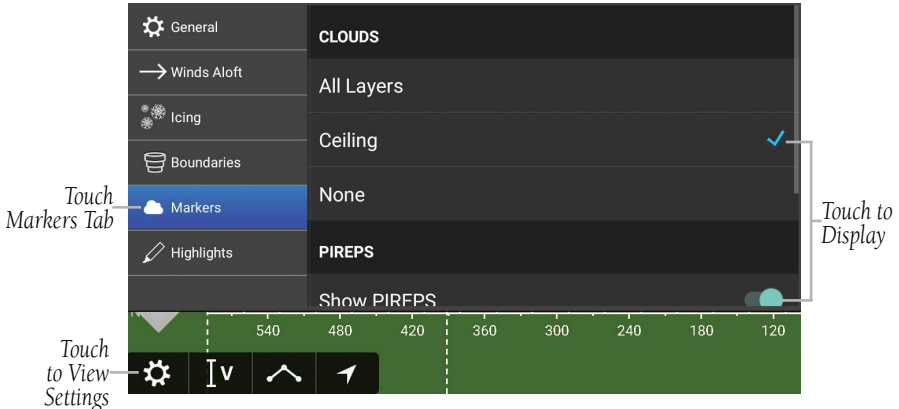 General
Winds Aloft
Icing
Boundaries
Markers
Highlights
CLOUDS
All Layers
Ceiling
None
PIREPS
Show PIREPS
Touch
Markers Tab
Touch to
Display
540 480 420 360 300 240 180 120
V
Touch
to View
Settings